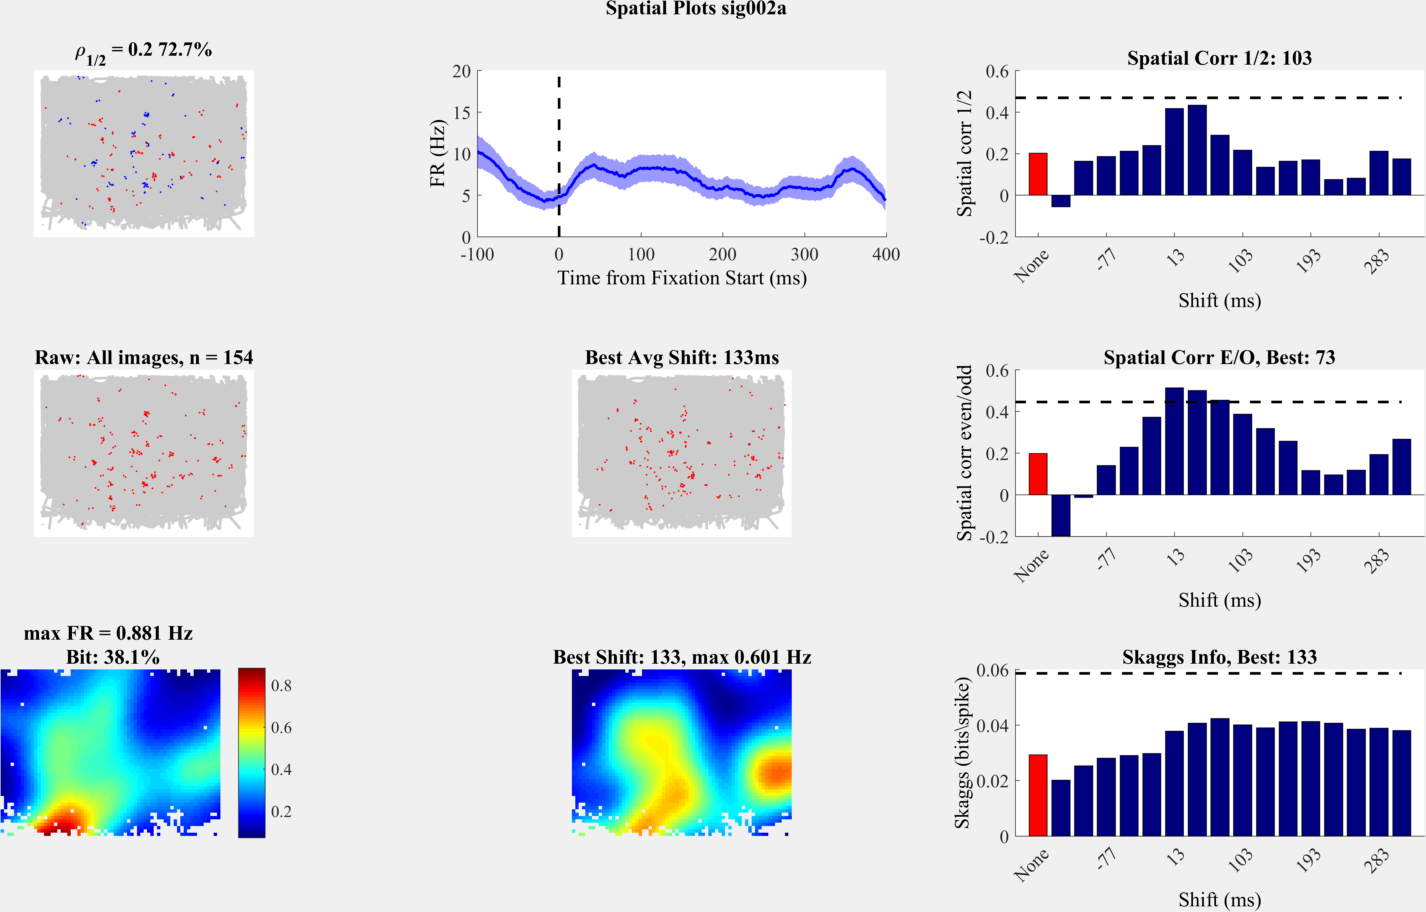 Spatial Plots sig002a
ρ1/2 = 0.2 72.7%
20
15
10
5
0
FR (Hz)
-100
0
100
200
300
400
Time from Fixation Start (ms)
Spatial Corr 1/2: 103
0.6
0.4
0.2
0
-0.2
Spatial corr 1/2
None
-77
13
103
193
283
Shift (ms)
Raw: All images, n = 154
Best Avg Shift: 133ms
Spatial Corr E/O, Best: 73
0.6
0.4
0.2
0
-0.2
Spatial corr even/odd
None
-77
13
103
193
283
Shift (ms)
max FR = 0.881 Hz
Bit: 38.1%
0.8
0.6
0.4
0.2
Best Shift: 133, max 0.601 Hz
Skaggs Info, Best: 133
0.06
0.04
0.02
0
Skaggs (bits\spike)
None
-77
13
103
193
283
Shift (ms)